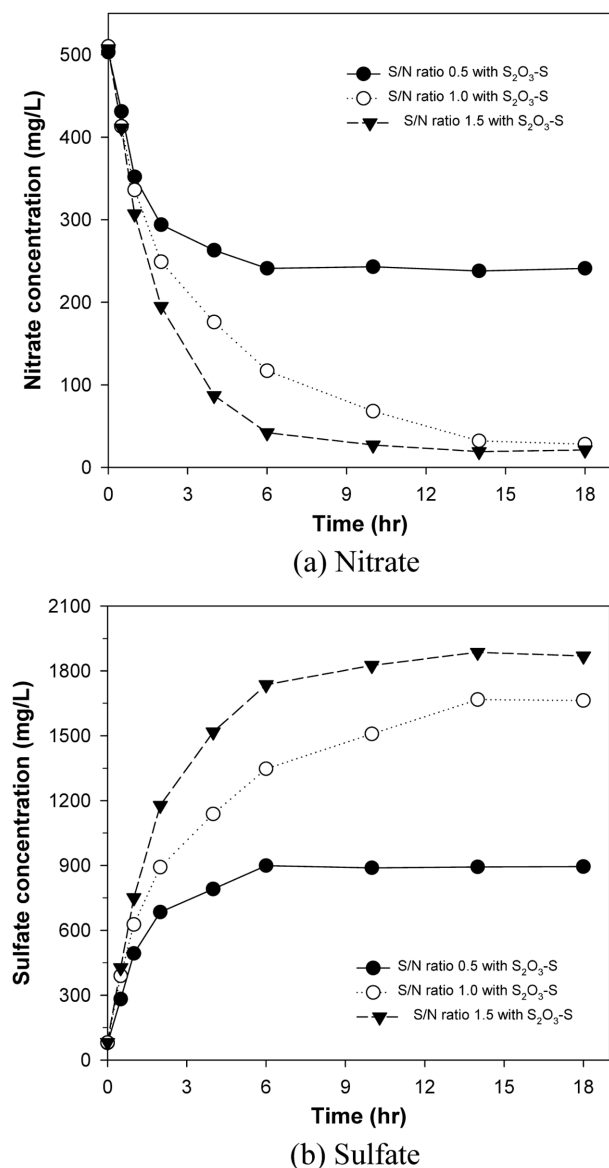 500
400
300
200
100
0
Nitrate concentration (mg/L)
S/N ratio 0.5 with S₂O₃-S
S/N ratio 1.0 with S₂O₃-S
S/N ratio 1.5 with S₂O₃-S
0 3 6 9 12 15 18
Time (hr)
(a) Nitrate
2100
1800
1500
1200
900
600
300
0
Sulfate concentration (mg/L)
S/N ratio 0.5 with S₂O₃-S
S/N ratio 1.0 with S₂O₃-S
S/N ratio 1.5 with S₂O₃-S
0 3 6 9 12 15 18
Time (hr)
(b) Sulfate